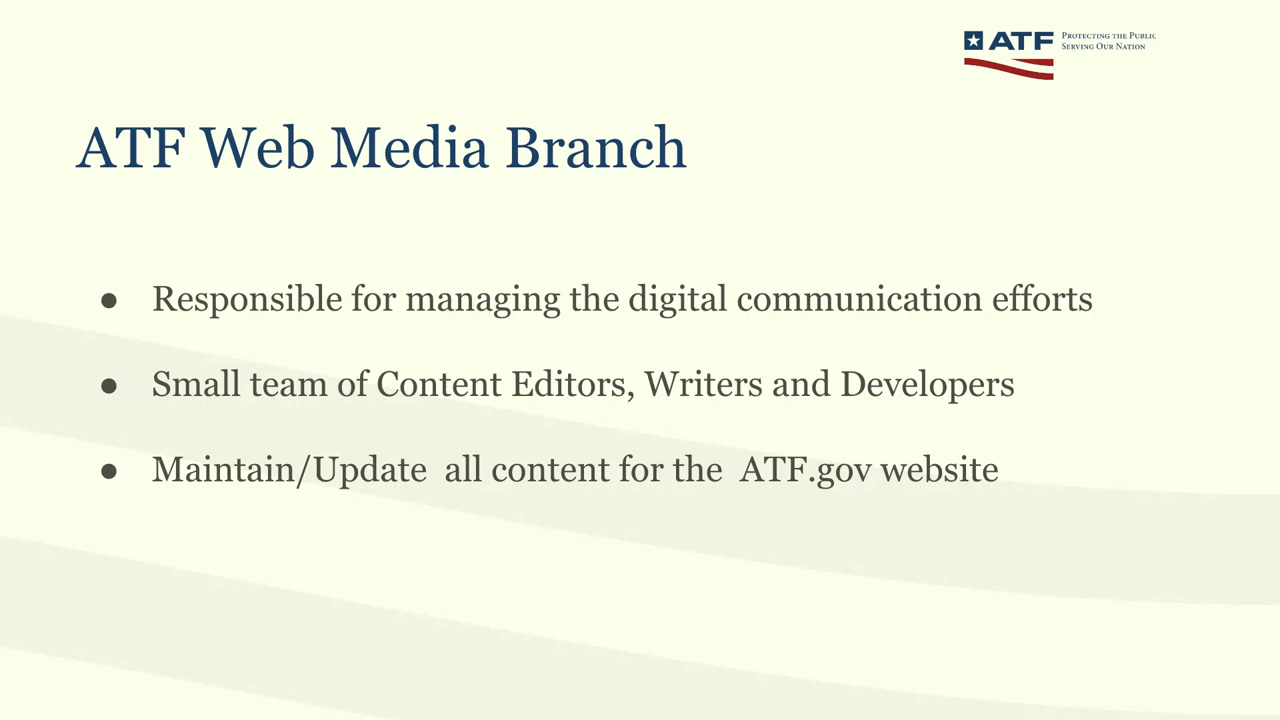 ATF PROTECTING THE PUBLIC
SERVING OUR NATION
ATF Web Media Branch
● Responsible for managing the digital communication efforts
● Small team of Content Editors, Writers and Developers
● Maintain/Update  all content for the  ATF.gov website